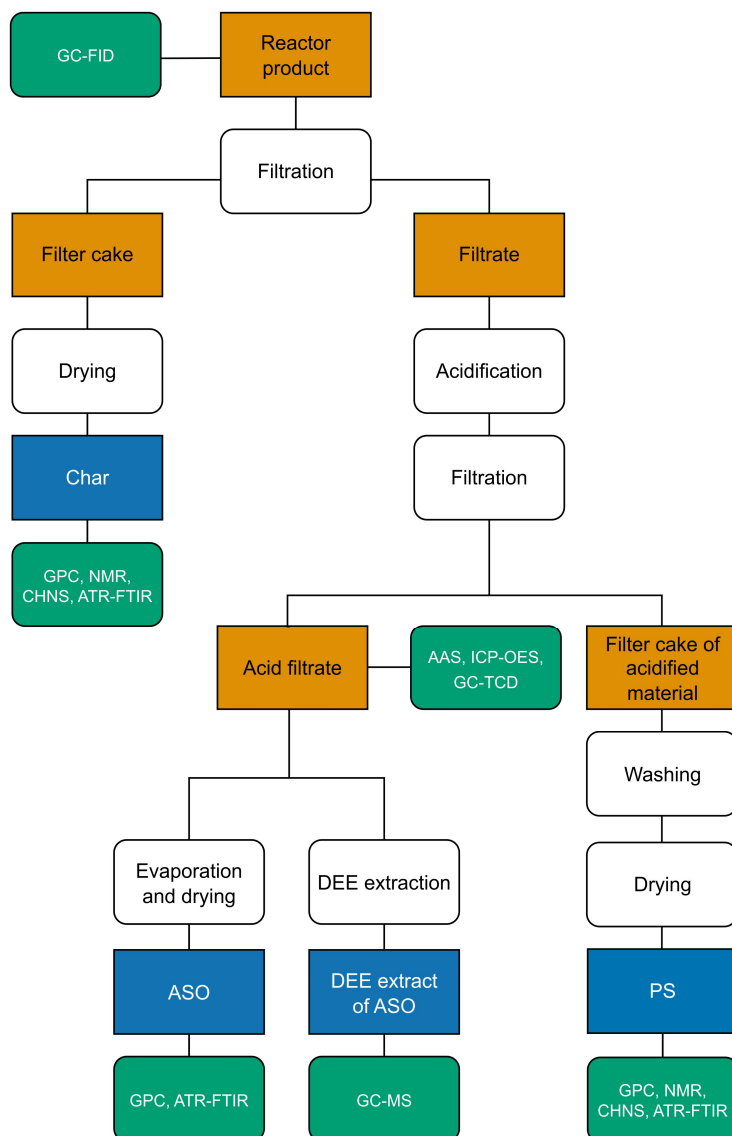 GC-FID
Reactor
product
Filtration
Filter cake
Filtrate
Drying
Acidification
Char
Filtration
GPC, NMR,
CHNS, ATR-FTIR
Acid filtrate
AAS, ICP-OES,
GC-TCD
Filter cake of
acidified
material
Washing
Evaporation
and drying
DEE extraction
Drying
ASO
DEE extract
of ASO
PS
GPC, ATR-FTIR
GC-MS
GPC, NMR,
CHNS, ATR-FTIR